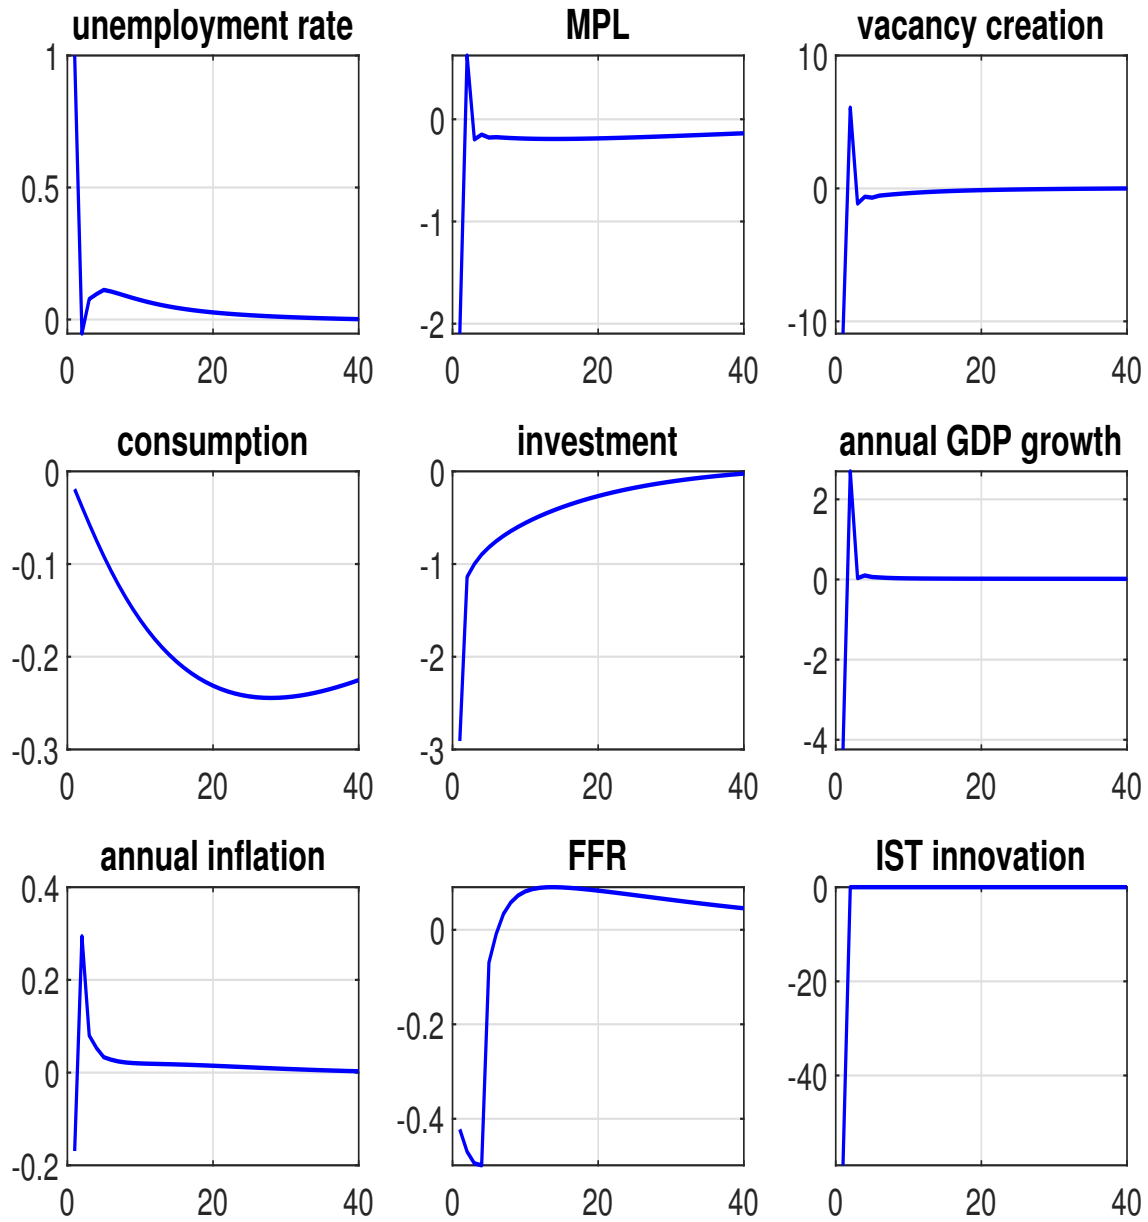 unemployment rate MPL vacancy creation
1 0 10
0.5 -1 0
0 -2 -10
0 20 40 0 20 40 0 20 40
consumption investment annual GDP growth
0 0 2
-0.1 -1 0
-0.2 -2 -2
-0.3 -3 -4
0 20 40 0 20 40 0 20 40
annual inflation FFR IST innovation
0.4 0 0
0.2 -0.2 -20
0 -0.4 -40
-0.2
0 20 40 0 20 40 0 20 40